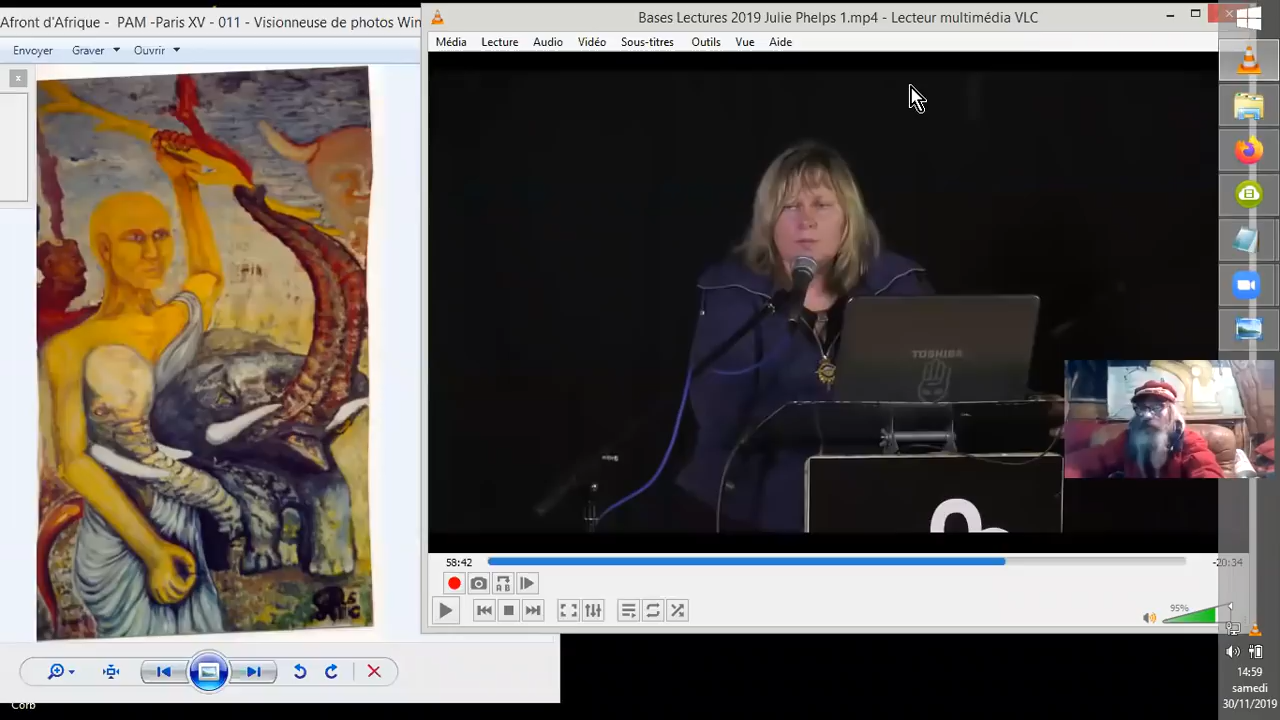 Afront d'Afrique - PAM -Paris XV - 011 - Visionneuse de photos Win
Envoyer Graver Ouvrir
x
Bases Lectures 2019 Julie Phelps 1.mp4 - Lecteur multimédia VLC
Média Lecture Audio Vidéo Sous-titres Outils Vue Aide
TOSHIBA
58:42
-20:34
A B
95%
14:59
samedi
30/11/2019
Corb